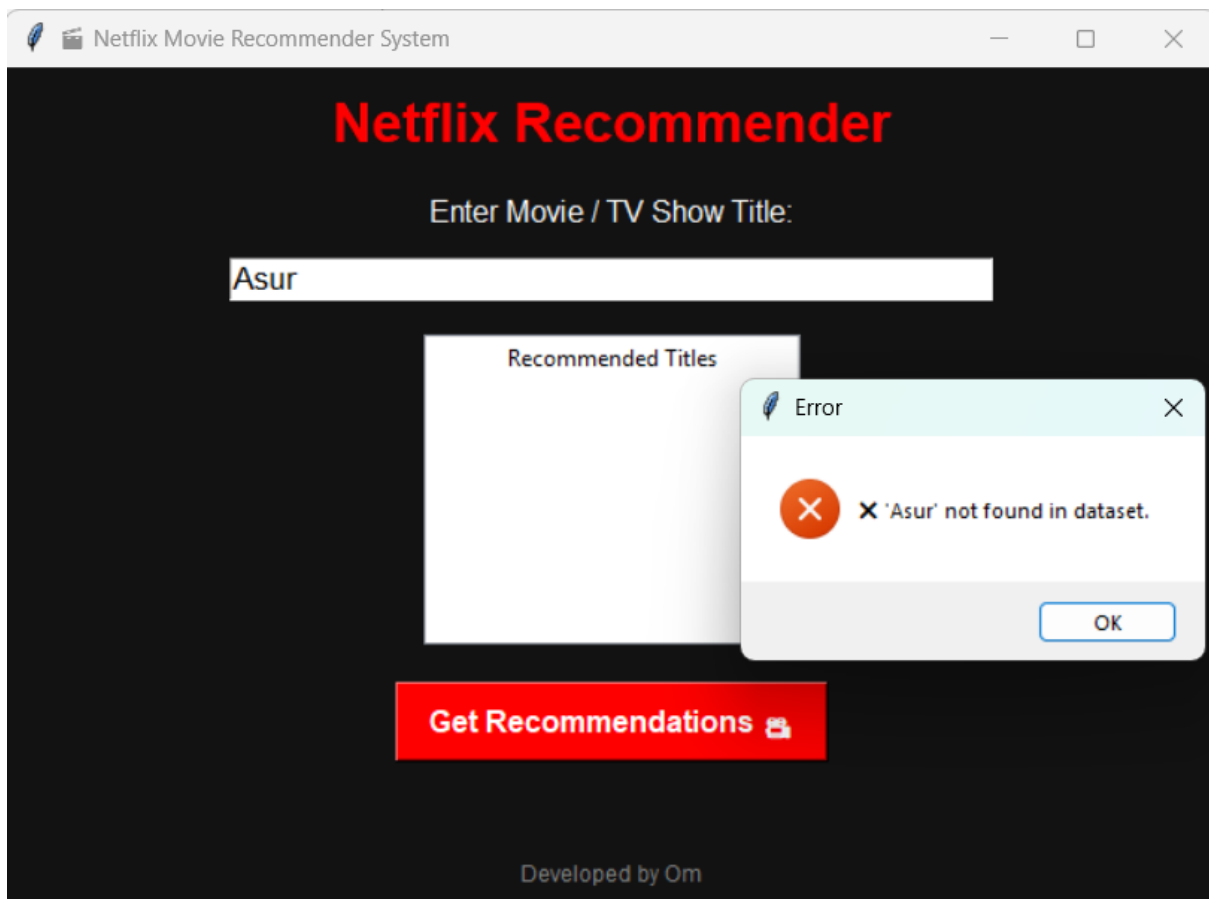 Netflix Movie Recommender System
Netflix Recommender
Enter Movie / TV Show Title:
Asur
Recommended Titles
Error
❌ 'Asur' not found in dataset.
OK
Get Recommendations
Developed by Om